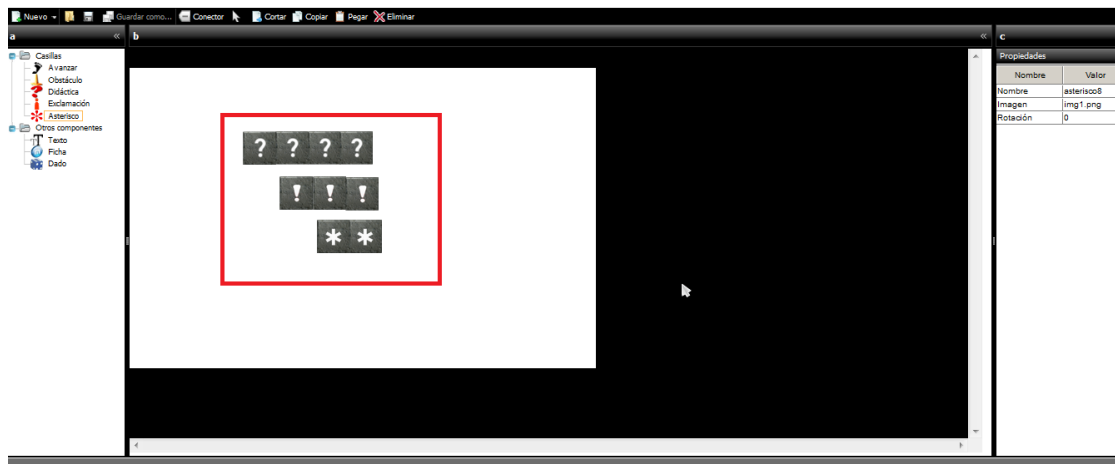 Nuevo Guardar como... Conector Cortar Copiar Pegar Eliminar
a «
b «
c
Casillas
Avanzar
Obstáculo
Didáctica
Exclamación
Asterisco
Otros componentes
Texto
Ficha
Dado
? ? ? ?
! ! !
* *
Propiedades
Nombre Valor
Nombre asterisco8
Imagen img1.png
Rotación 0